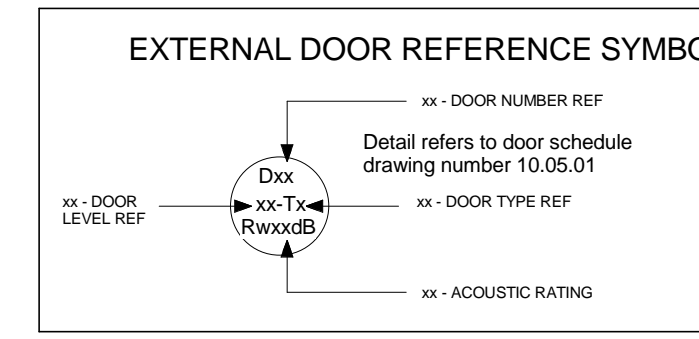 EXTERNAL DOOR REFERENCE SYMBO
xx - DOOR NUMBER REF
Detail refers to door schedule
drawing number 10.05.01
Dxx
xx - DOOR
LEVEL REF
xx-Tx
xx - DOOR TYPE REF
RwxxdB
xx - ACOUSTIC RATING